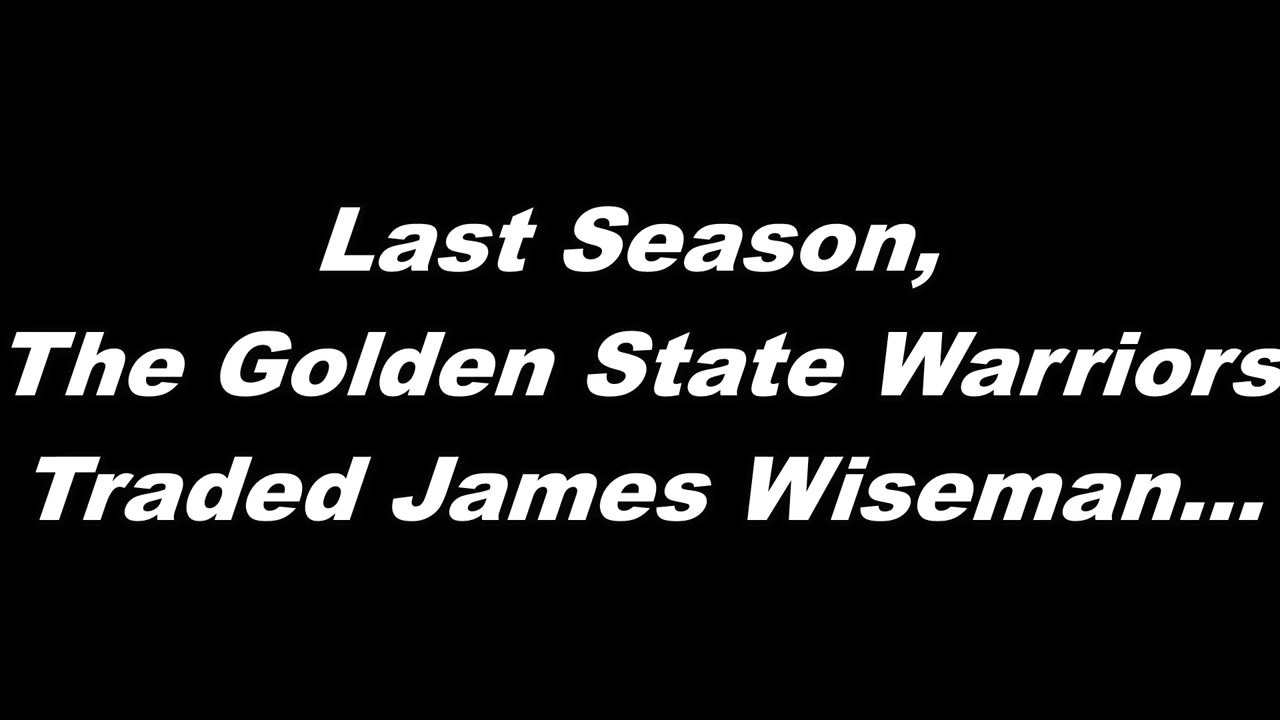 Last Season,
The Golden State Warriors
Traded James Wiseman...